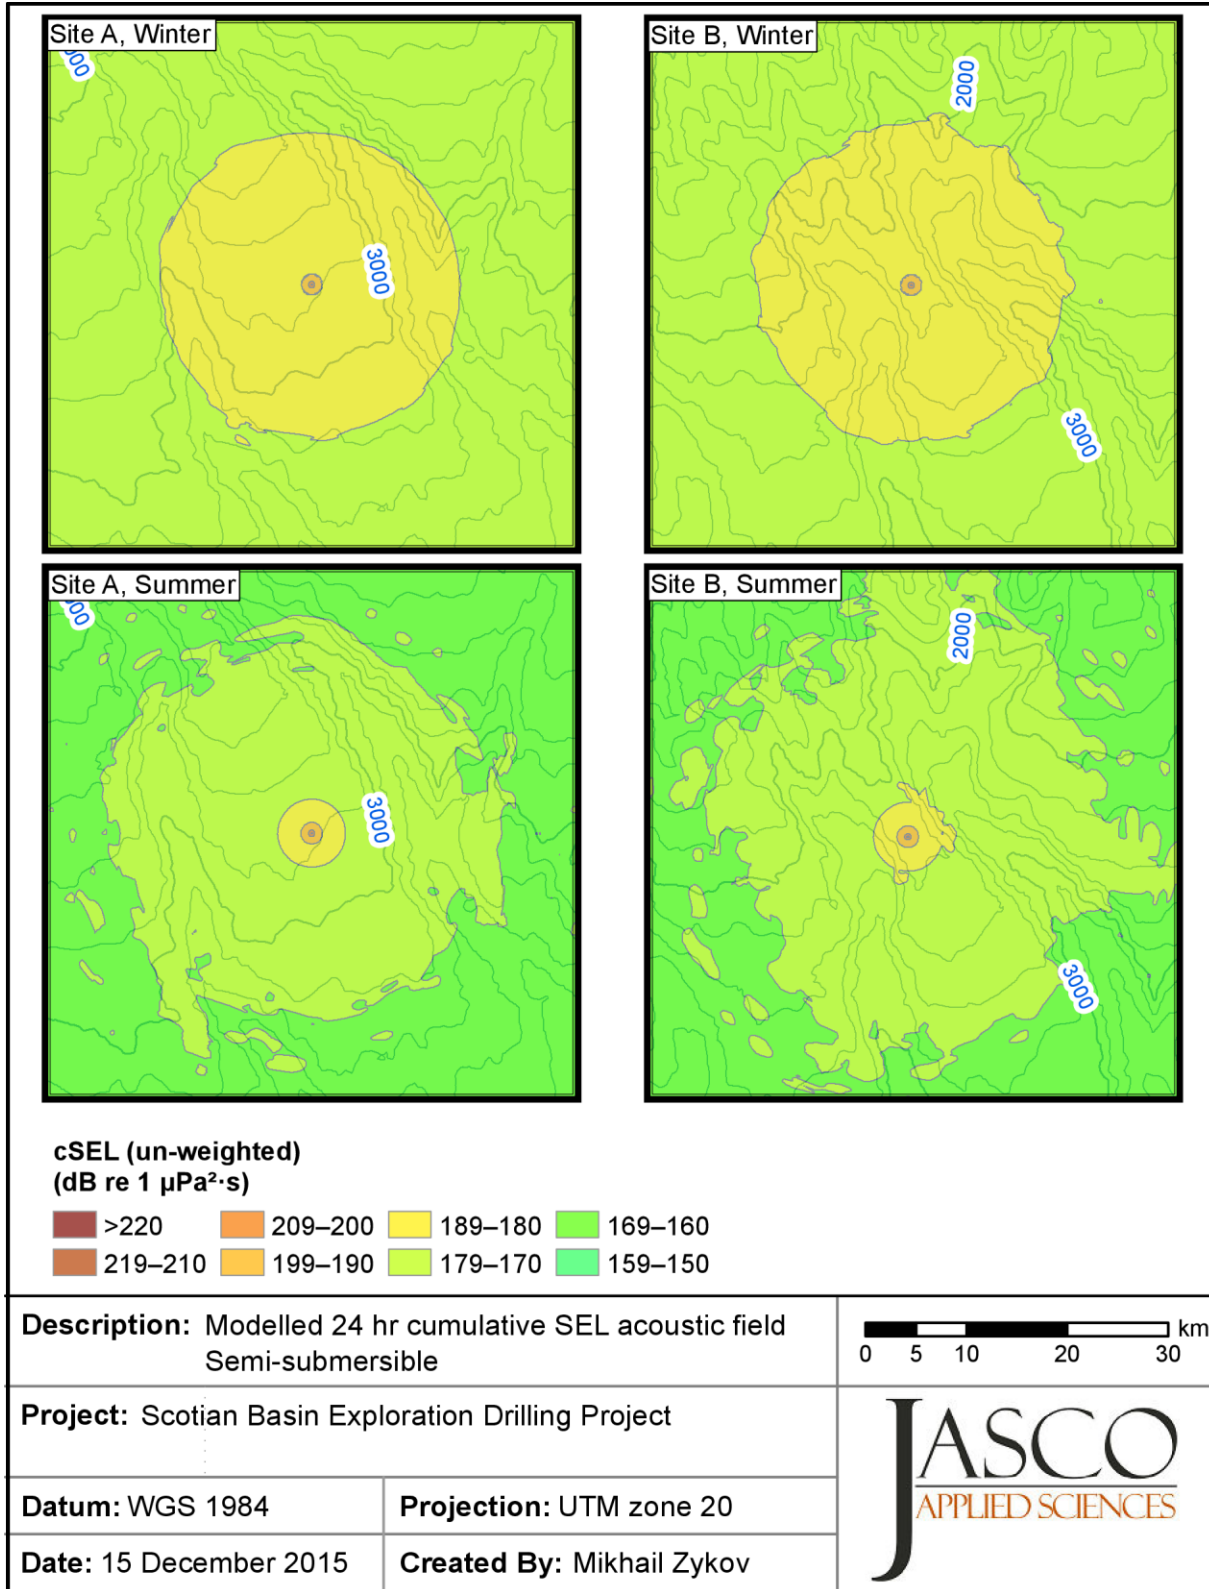 Site A, Winter
Site B, Winter
2000
3000
3000
Site A, Summer
Site B, Summer
2000
3000
3000
cSEL (un-weighted)
(dB re 1 µPa²·s)
>220 209–200 189–180 169–160
219–210 199–190 179–170 159–150
Description: Modelled 24 hr cumulative SEL acoustic field
Semi-submersible
km
0 5 10 20 30
Project: Scotian Basin Exploration Drilling Project
JASCO
APPLIED SCIENCES
Datum: WGS 1984 Projection: UTM zone 20
Date: 15 December 2015 Created By: Mikhail Zykov